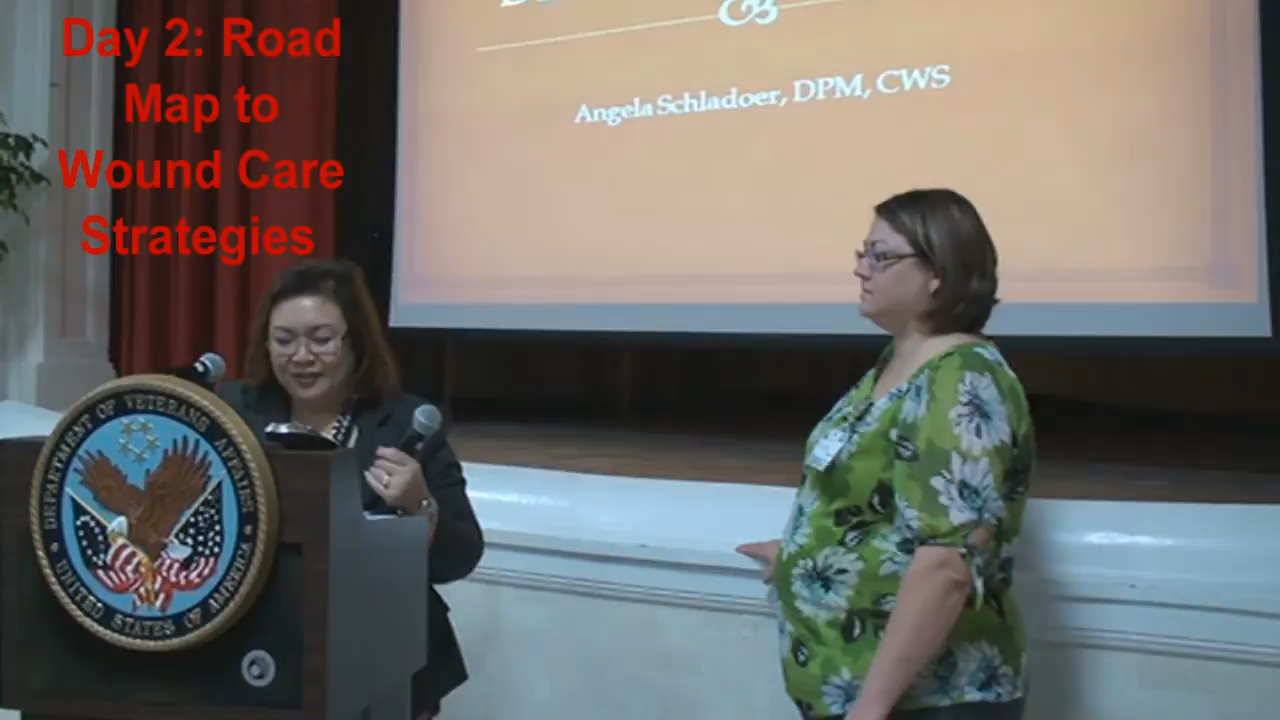 Day 2: Road
Map to
Wound Care
Strategies
Angela Schladoer, DPM, CWS
DEPARTMENT OF VETERANS AFFAIRS
UNITED STATES OF AMERICA